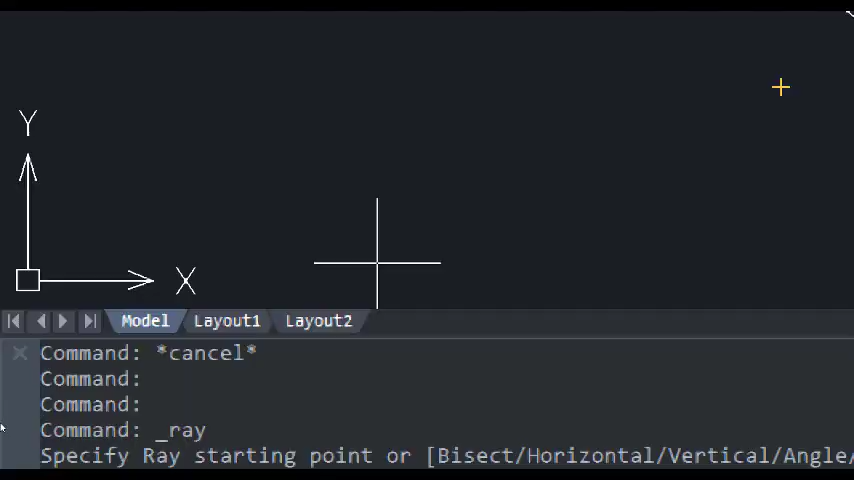 Y
X
Model Layout1 Layout2
Command: *cancel*
Command:
Command:
Command: _ray
Specify Ray starting point or [Bisect/Horizontal/Vertical/Angle/